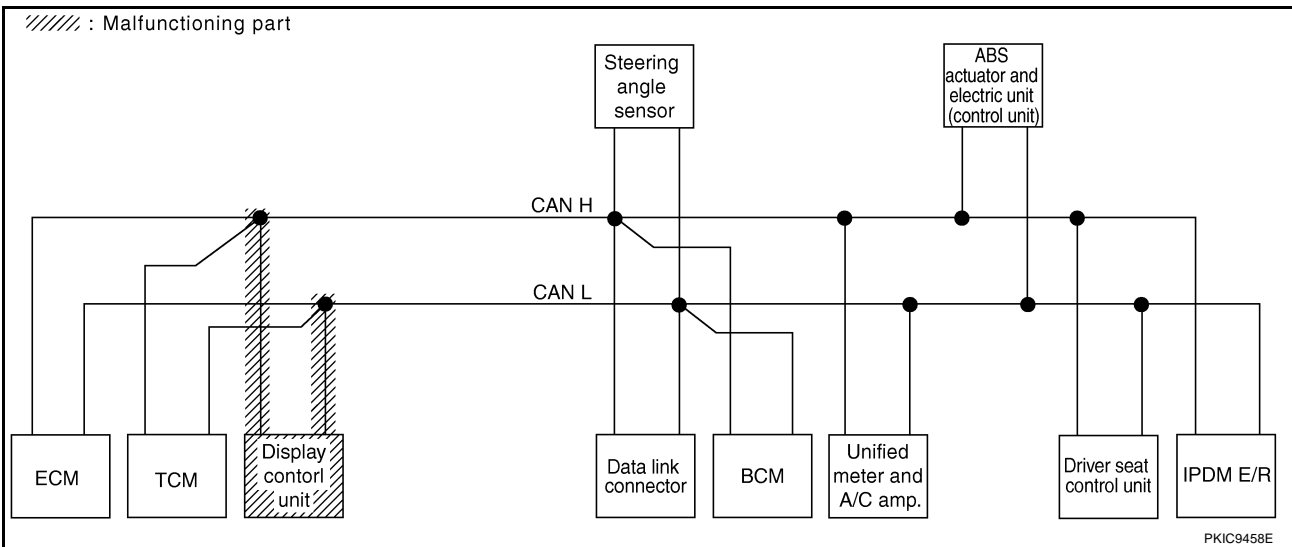 : Malfunctioning part
Steering
angle
sensor
ABS
actuator and
electric unit
(control unit)
CAN H
CAN L
ECM
TCM
Display
contorl
unit
Data link
connector
BCM
Unified
meter and
A/C amp.
Driver seat
control unit
IPDM E/R
PKIC9458E